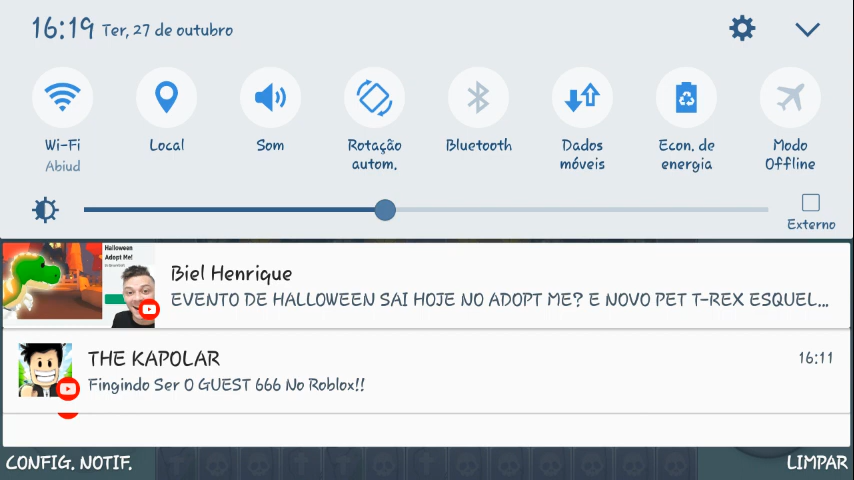 16:19 Ter, 27 de outubro
Wi-Fi
Abiud
Local
Som
Rotação
autom.
Bluetooth
Dados
móveis
Econ. de
energia
Modo
Offline
Externo
Halloween
Adopt Me!
Biel Henrique
EVENTO DE HALLOWEEN SAI HOJE NO ADOPT ME? E NOVO PET T-REX ESQUEL...
THE KAPOLAR 16:11
Fingindo Ser O GUEST 666 No Roblox!!
CONFIG. NOTIF. LIMPAR